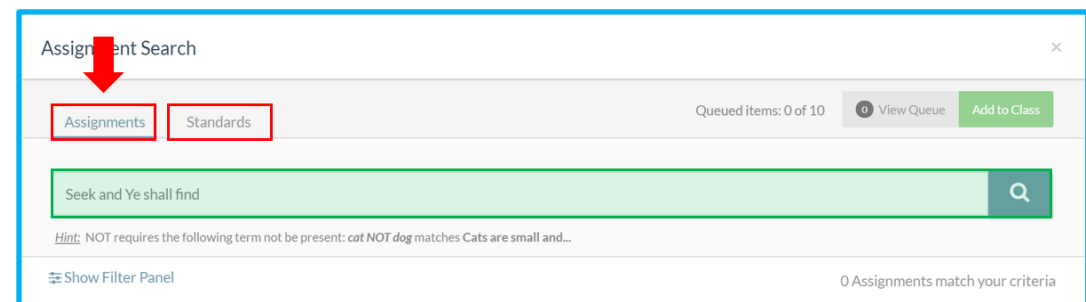 Assignment Search ×
Assignments Standards Queued items: 0 of 10 0 View Queue Add to Class
Seek and Ye shall find
Hint: NOT requires the following term not be present: cat NOT dog matches Cats are small and...
Show Filter Panel 0 Assignments match your criteria